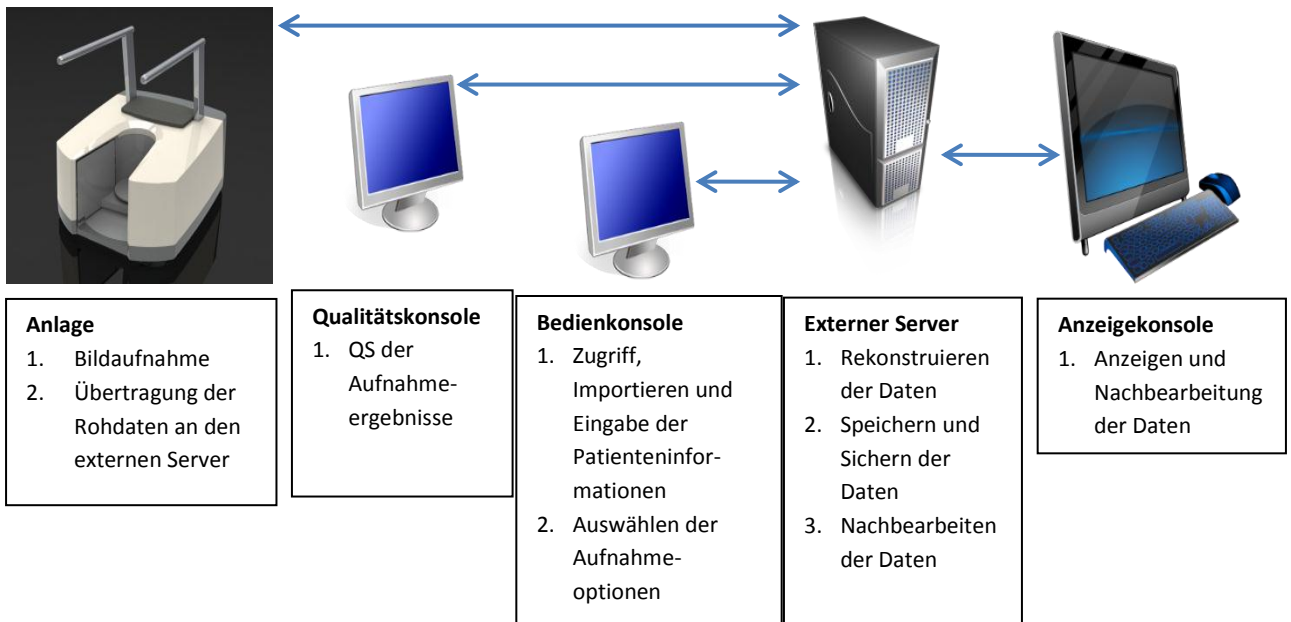 Anlage
1. Bildaufnahme
2. Übertragung der
Rohdaten an den
externen Server
Qualitätskonsole
1. QS der
Aufnahme-
ergebnisse
Bedienkonsole
1. Zugriff,
Importieren und
Eingabe der
Patienteninfor-
mationen
2. Auswählen der
Aufnahme-
optionen
Externer Server
1. Rekonstruieren
der Daten
2. Speichern und
Sichern der
Daten
3. Nachbearbeiten
der Daten
Anzeigekonsole
1. Anzeigen und
Nachbearbeitung
der Daten